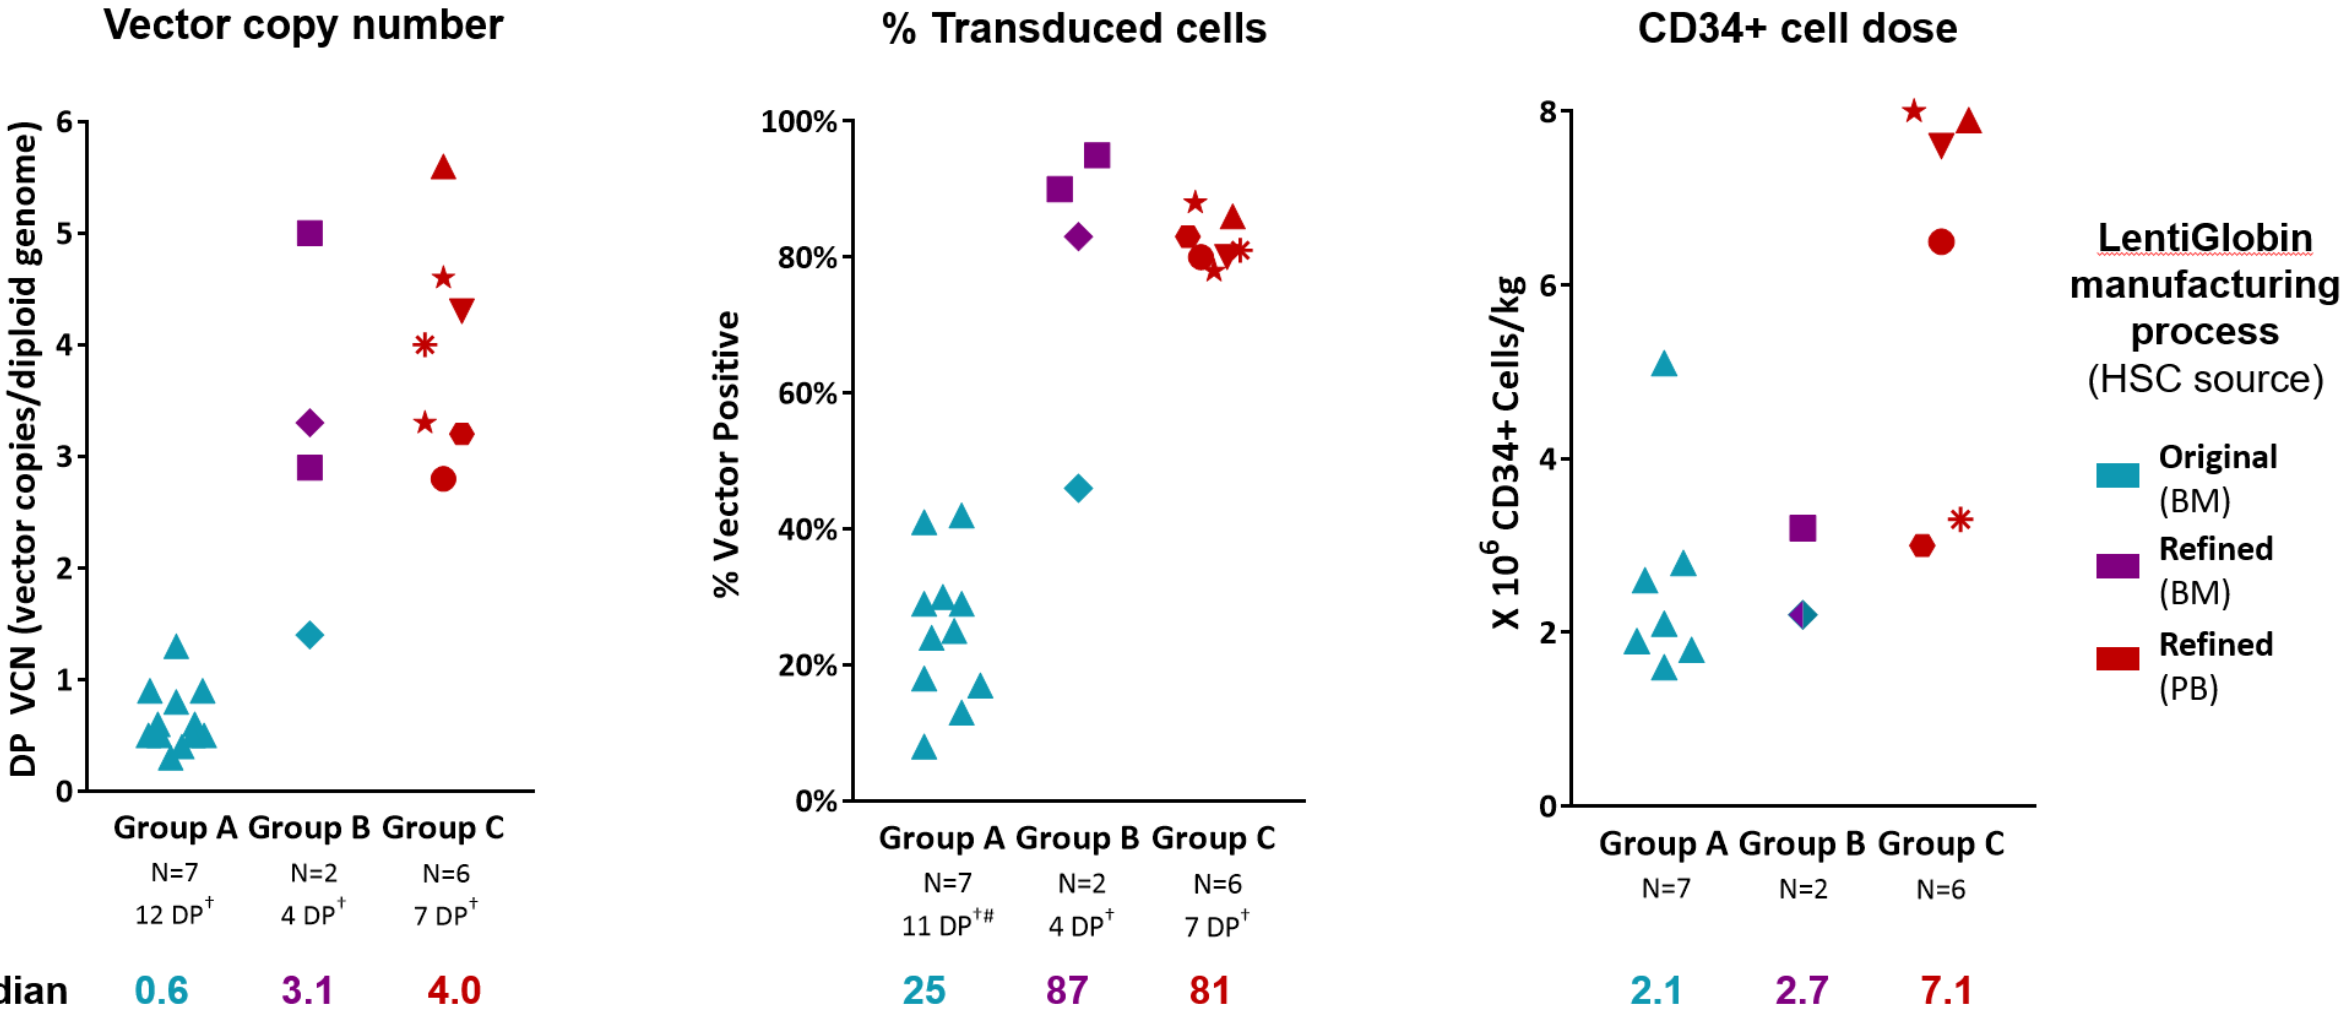 Vector copy number
DP VCN (vector copies/diploid genome)
6
5
4
3
2
1
0
Group A Group B Group C
N=7 N=2 N=6
12 DP† 4 DP† 7 DP†
dian 0.6 3.1 4.0
% Transduced cells
% Vector Positive
100%
80%
60%
40%
20%
0%
Group A Group B Group C
N=7 N=2 N=6
11 DP†# 4 DP† 7 DP†
25 87 81
CD34+ cell dose
X 10⁶ CD34+ Cells/kg
8
6
4
2
0
Group A Group B Group C
N=7 N=2 N=6
2.1 2.7 7.1
LentiGlobin
manufacturing
process
(HSC source)
Original
(BM)
Refined
(BM)
Refined
(PB)